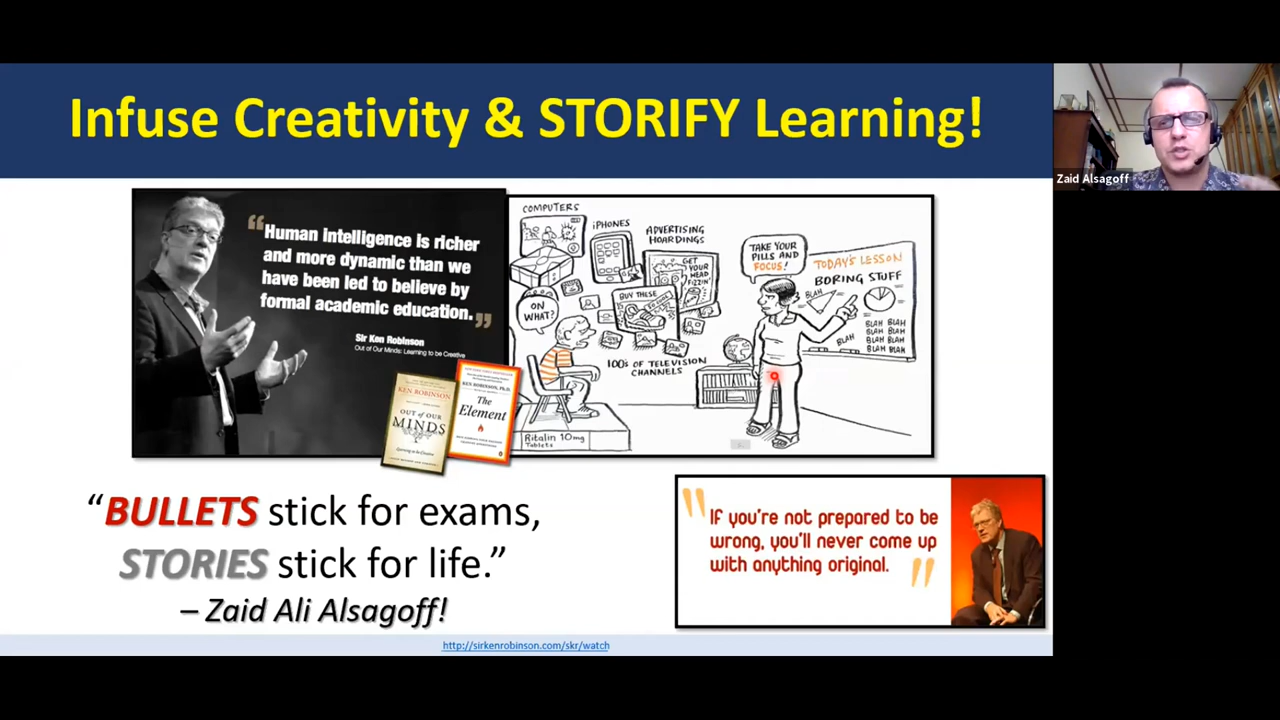 Infuse Creativity & STORIFY Learning!
Zaid Alsagoff
“Human intelligence is richer
and more dynamic than we
have been led to believe by
formal academic education.”
Sir Ken Robinson
Out of Our Minds: Learning to be Creative
KEN ROBINSON
OUT OF OUR
MINDS
KEN ROBINSON, Ph.D.
The
Element
COMPUTERS
iPHONES
ADVERTISING
HOARDINGS
GET
YOUR
HEAD
FIZZIN'
BUY THESE
ON
WHAT?
100's OF TELEVISION
CHANNELS
Ritalin 10mg
Tablets
TAKE YOUR
PILLS AND
FOCUS!
TODAY'S LESSON
BORING STUFF
BLAH
BLAH
BLAH BLAH
BLAH BLAH
BLAH BLAH
BLAH BLAH
“BULLETS stick for exams,
STORIES stick for life.”
– Zaid Ali Alsagoff!
"If you're not prepared to be
wrong, you'll never come up
with anything original."
http://sirkenrobinson.com/skr/watch